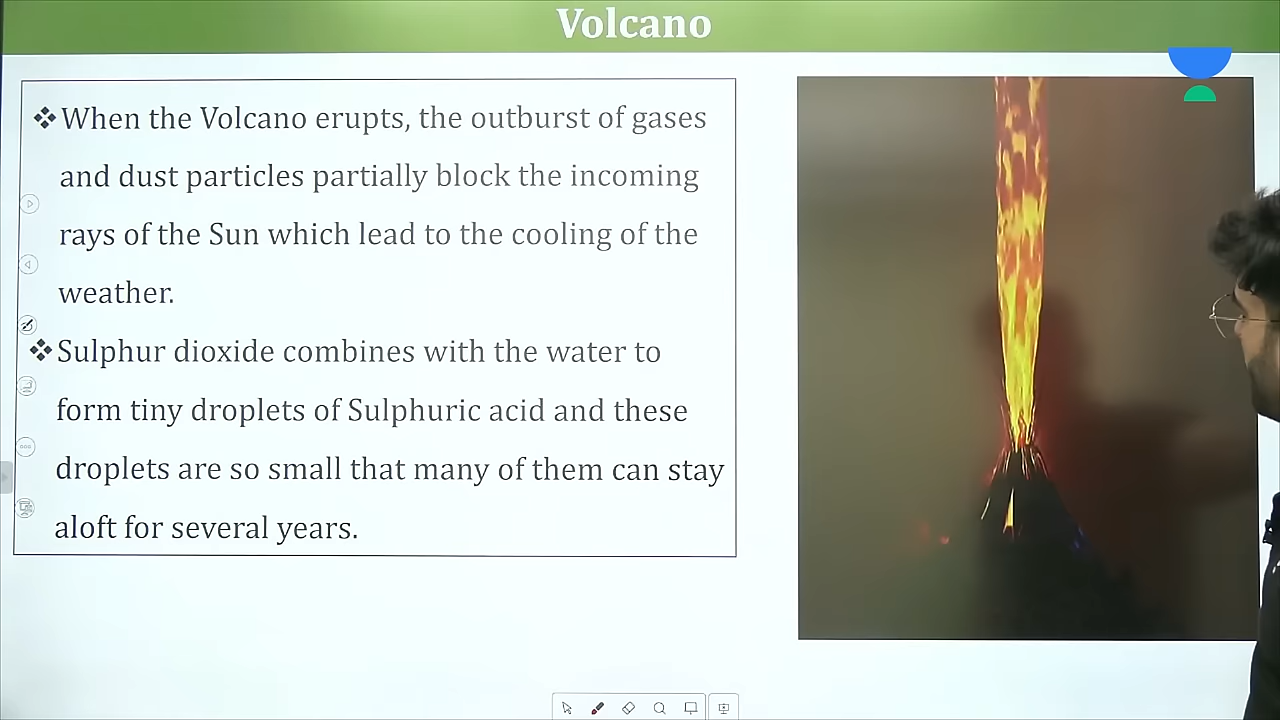 Volcano
❖When the Volcano erupts, the outburst of gases
and dust particles partially block the incoming
rays of the Sun which lead to the cooling of the
weather.
❖Sulphur dioxide combines with the water to
form tiny droplets of Sulphuric acid and these
droplets are so small that many of them can stay
aloft for several years.